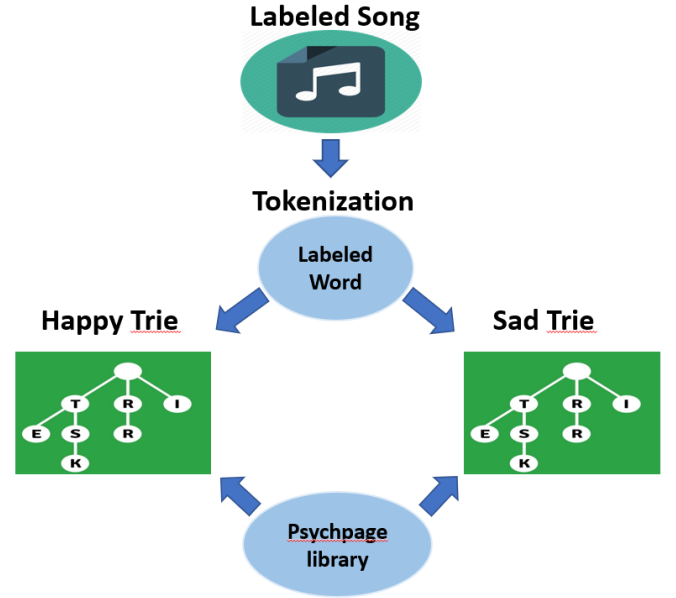 Labeled Song
Tokenization
Labeled
Word
Happy Trie
Sad Trie
T R I
E S R
K
T R I
E S R
K
Psychpage
library